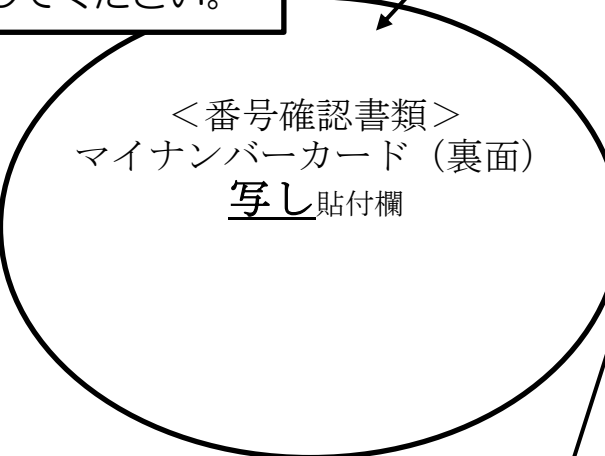 してください。
＜番号確認書類＞
マイナンバーカード（裏面）
写し貼付欄